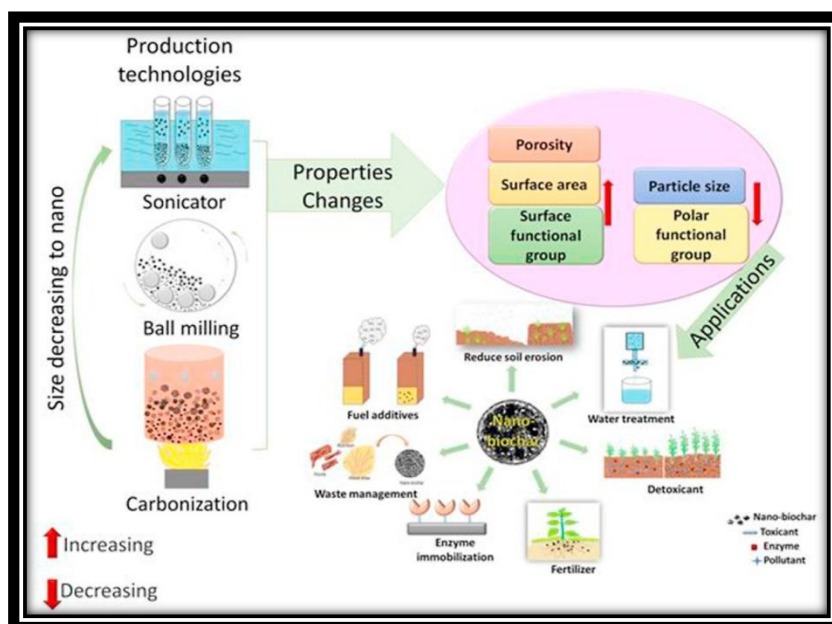 Production
technologies
Sonicator
Ball milling
Carbonization
Size decreasing to nano
Increasing
Decreasing
Properties
Changes
Porosity
Surface area
Surface
functional
group
Particle size
Polar
functional
group
Applications
Reduce soil erosion
Fuel additives
Water treatment
Nano-
biochar
Waste management
Detoxicant
Enzyme
immobilization
Fertilizer
Nano-biochar
Toxicant
Enzyme
Pollutant